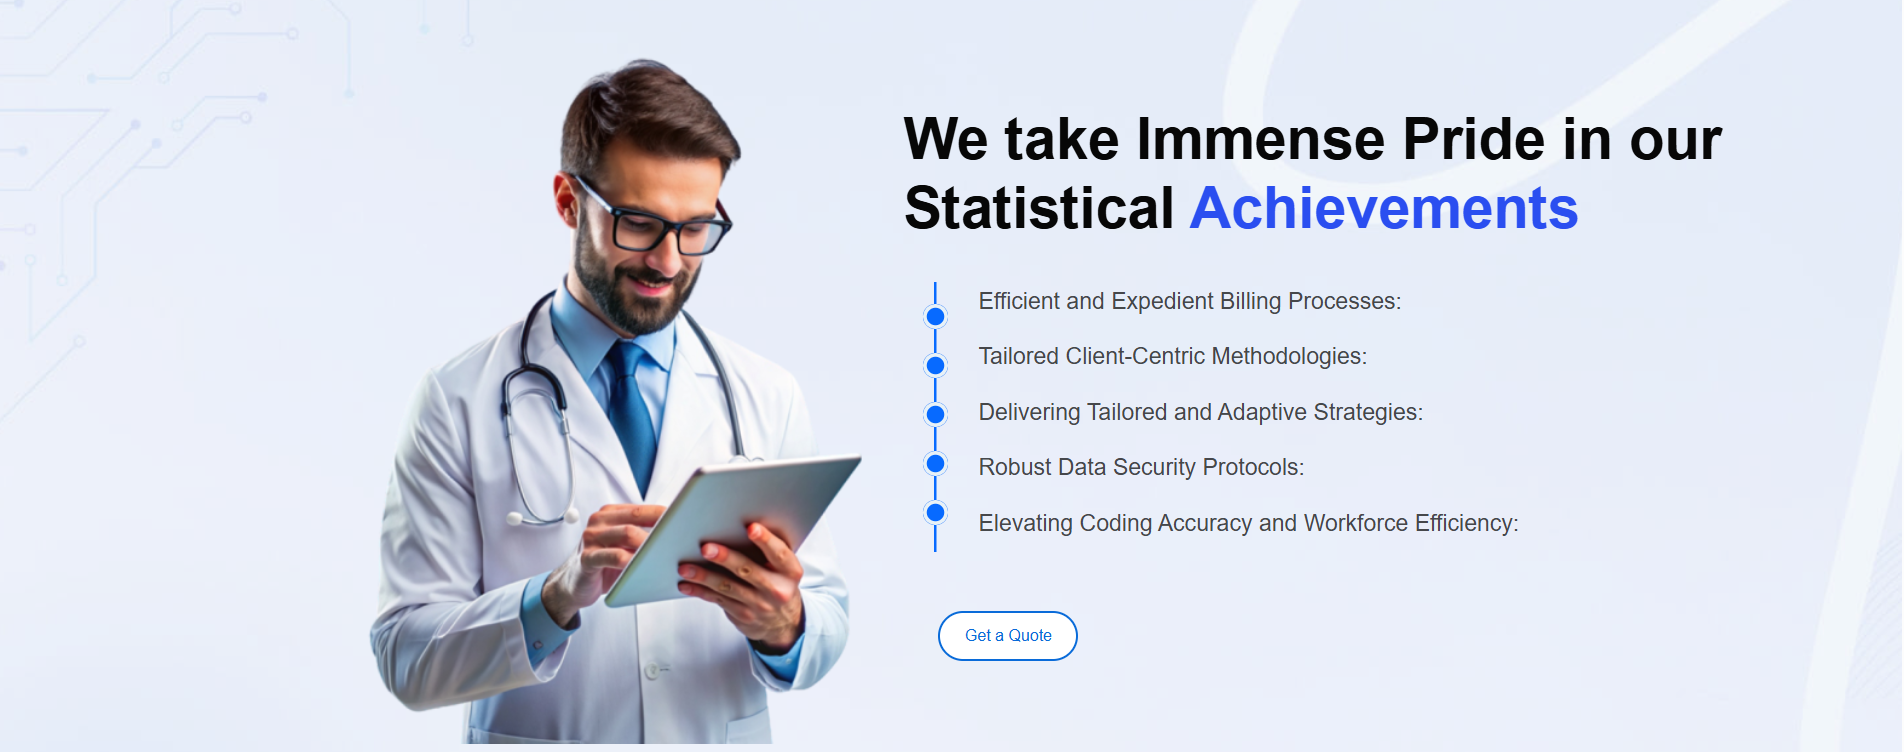 We take Immense Pride in our
Statistical Achievements
Efficient and Expedient Billing Processes:
Tailored Client-Centric Methodologies:
Delivering Tailored and Adaptive Strategies:
Robust Data Security Protocols:
Elevating Coding Accuracy and Workforce Efficiency:
Get a Quote